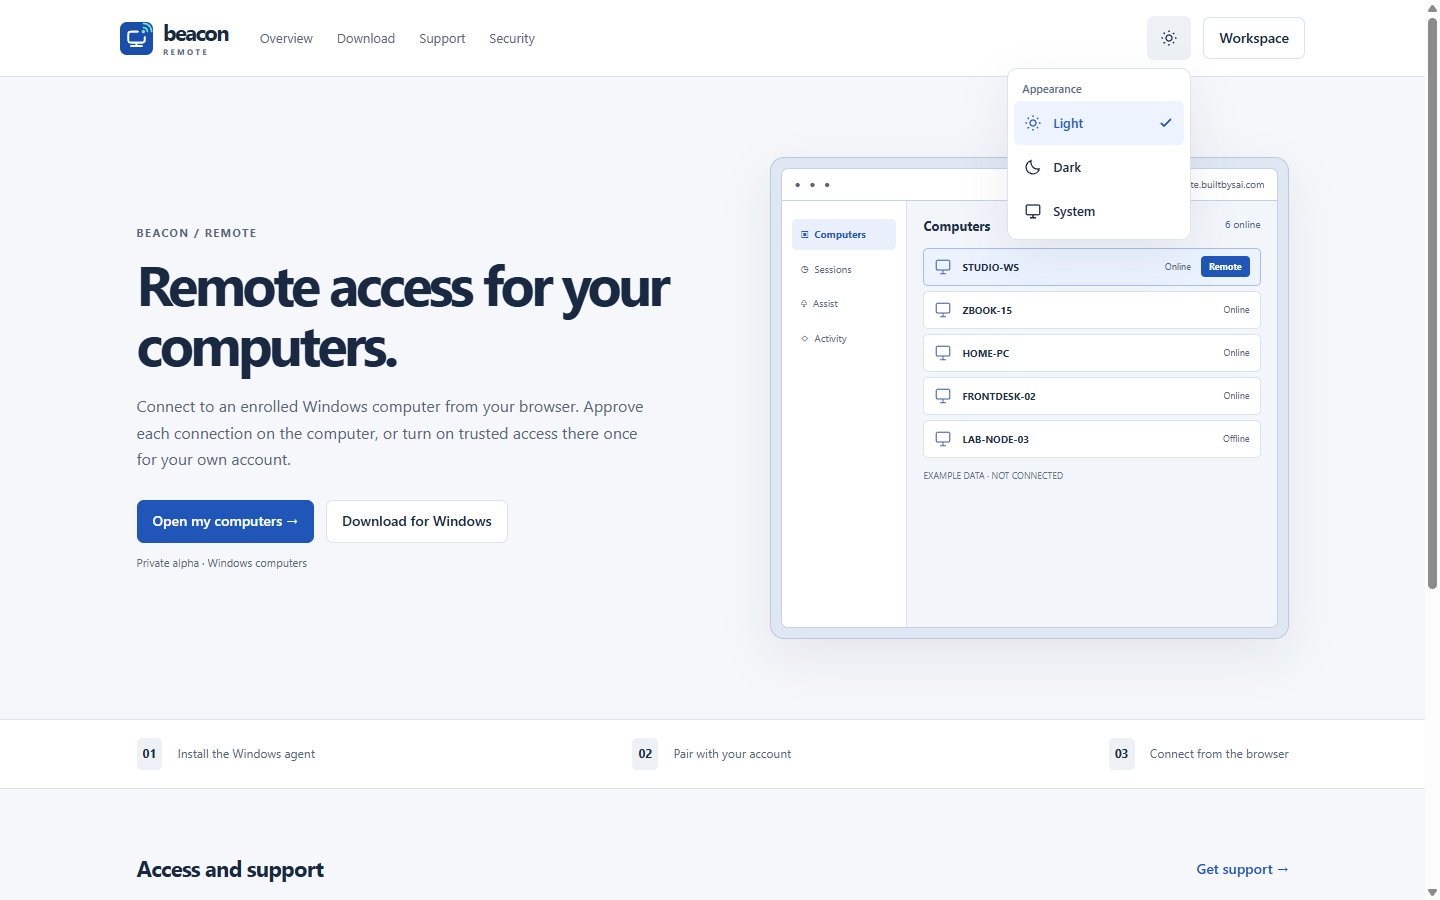 beacon
REMOTE
Overview
Download
Support
Security
Workspace
Appearance
Light
Dark
System
BEACON / REMOTE
Remote access for your
computers.
Connect to an enrolled Windows computer from your browser. Approve
each connection on the computer, or turn on trusted access there once
for your own account.
Open my computers →
Download for Windows
Private alpha · Windows computers
te.builtbysai.com
Computers
Sessions
Assist
Activity
Computers
6 online
STUDIO-WS
Online
Remote
ZBOOK-15
Online
HOME-PC
Online
FRONTDESK-02
Online
LAB-NODE-03
Offline
EXAMPLE DATA · NOT CONNECTED
01 Install the Windows agent
02 Pair with your account
03 Connect from the browser
Access and support
Get support →